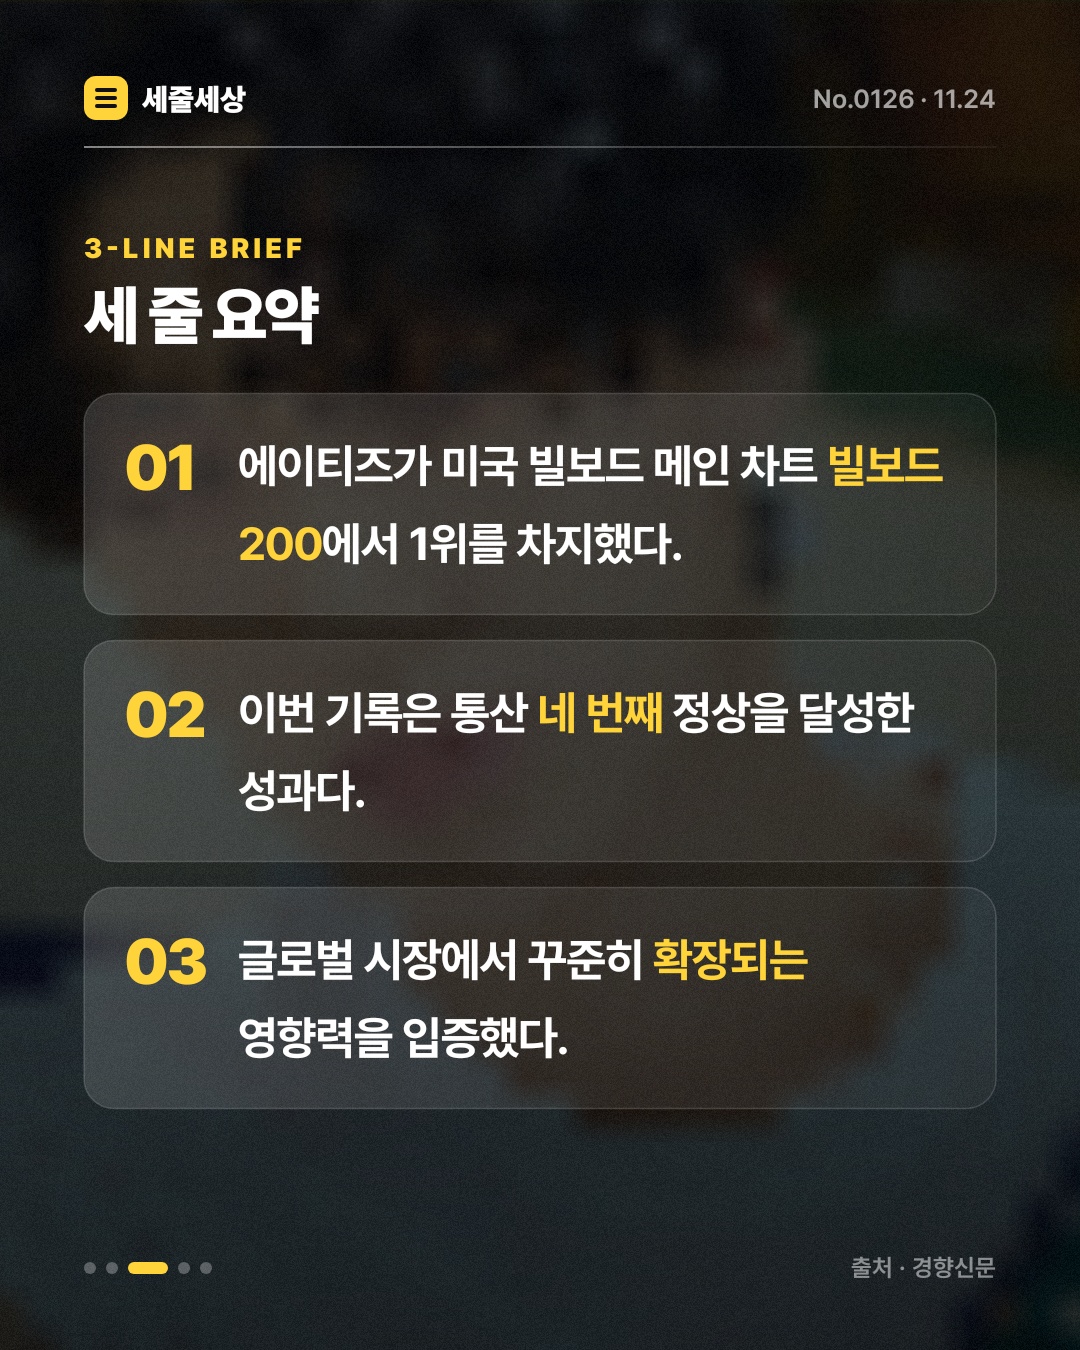 세줄세상
No.0126 · 11.24
3-LINE BRIEF
세 줄 요약
01
에이티즈가 미국 빌보드 메인 차트 빌보드
200에서 1위를 차지했다.
02
이번 기록은 통산 네 번째 정상을 달성한
성과다.
03
글로벌 시장에서 꾸준히 확장되는
영향력을 입증했다.
출처 · 경향신문